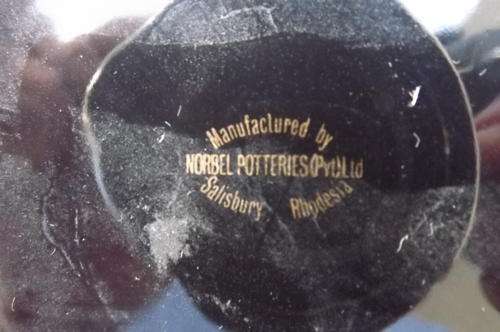 Manufactured by
NORBEL POTTERIES (Pvt) Ltd
Salisbury Rhodesia